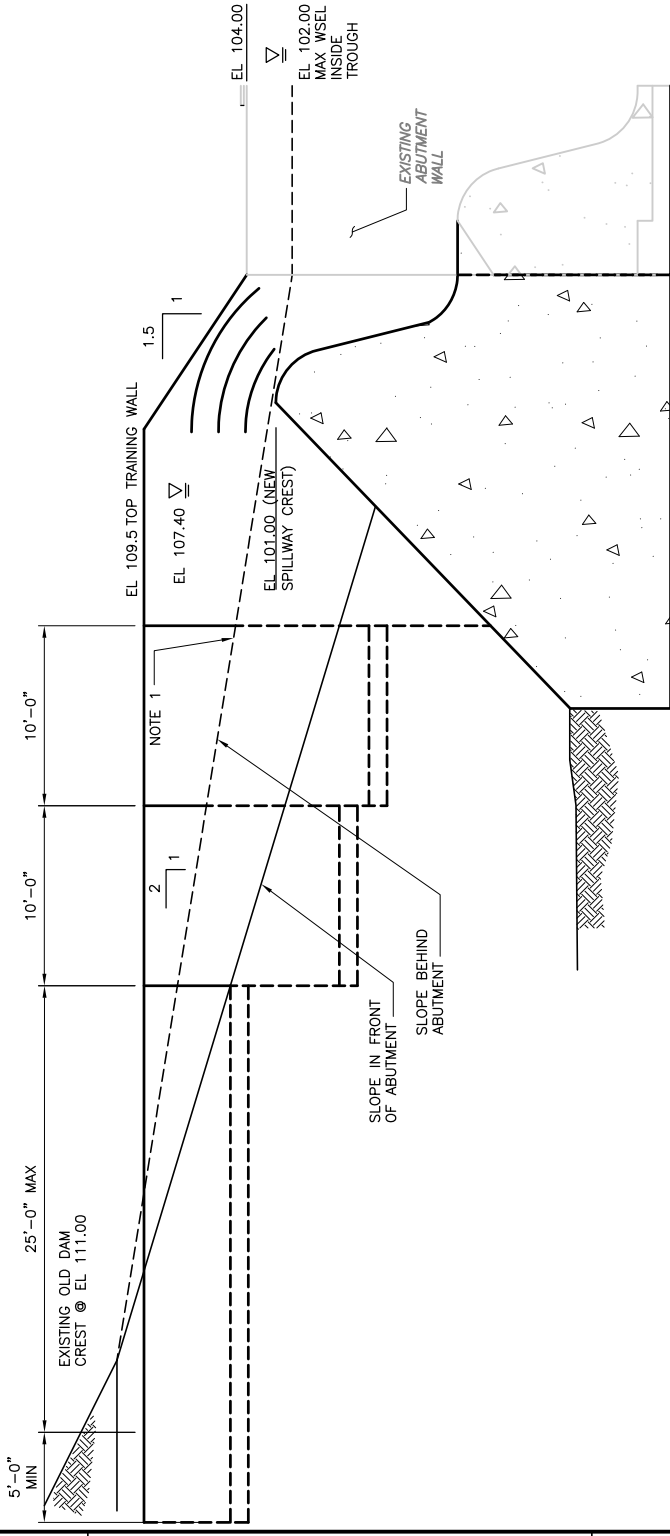 5'-0"
MIN
25'-0" MAX
10'-0"
10'-0"
EXISTING OLD DAM
CREST @ EL 111.00
EL 109.5 TOP TRAINING WALL
1.5
1
EL 104.00
EL 107.40
NOTE 1
2
1
EL 101.00 (NEW
SPILLWAY CREST)
EL 102.00
MAX WSEL
INSIDE
TROUGH
EXISTING
ABUTMENT
WALL
SLOPE IN FRONT
OF ABUTMENT
SLOPE BEHIND
ABUTMENT